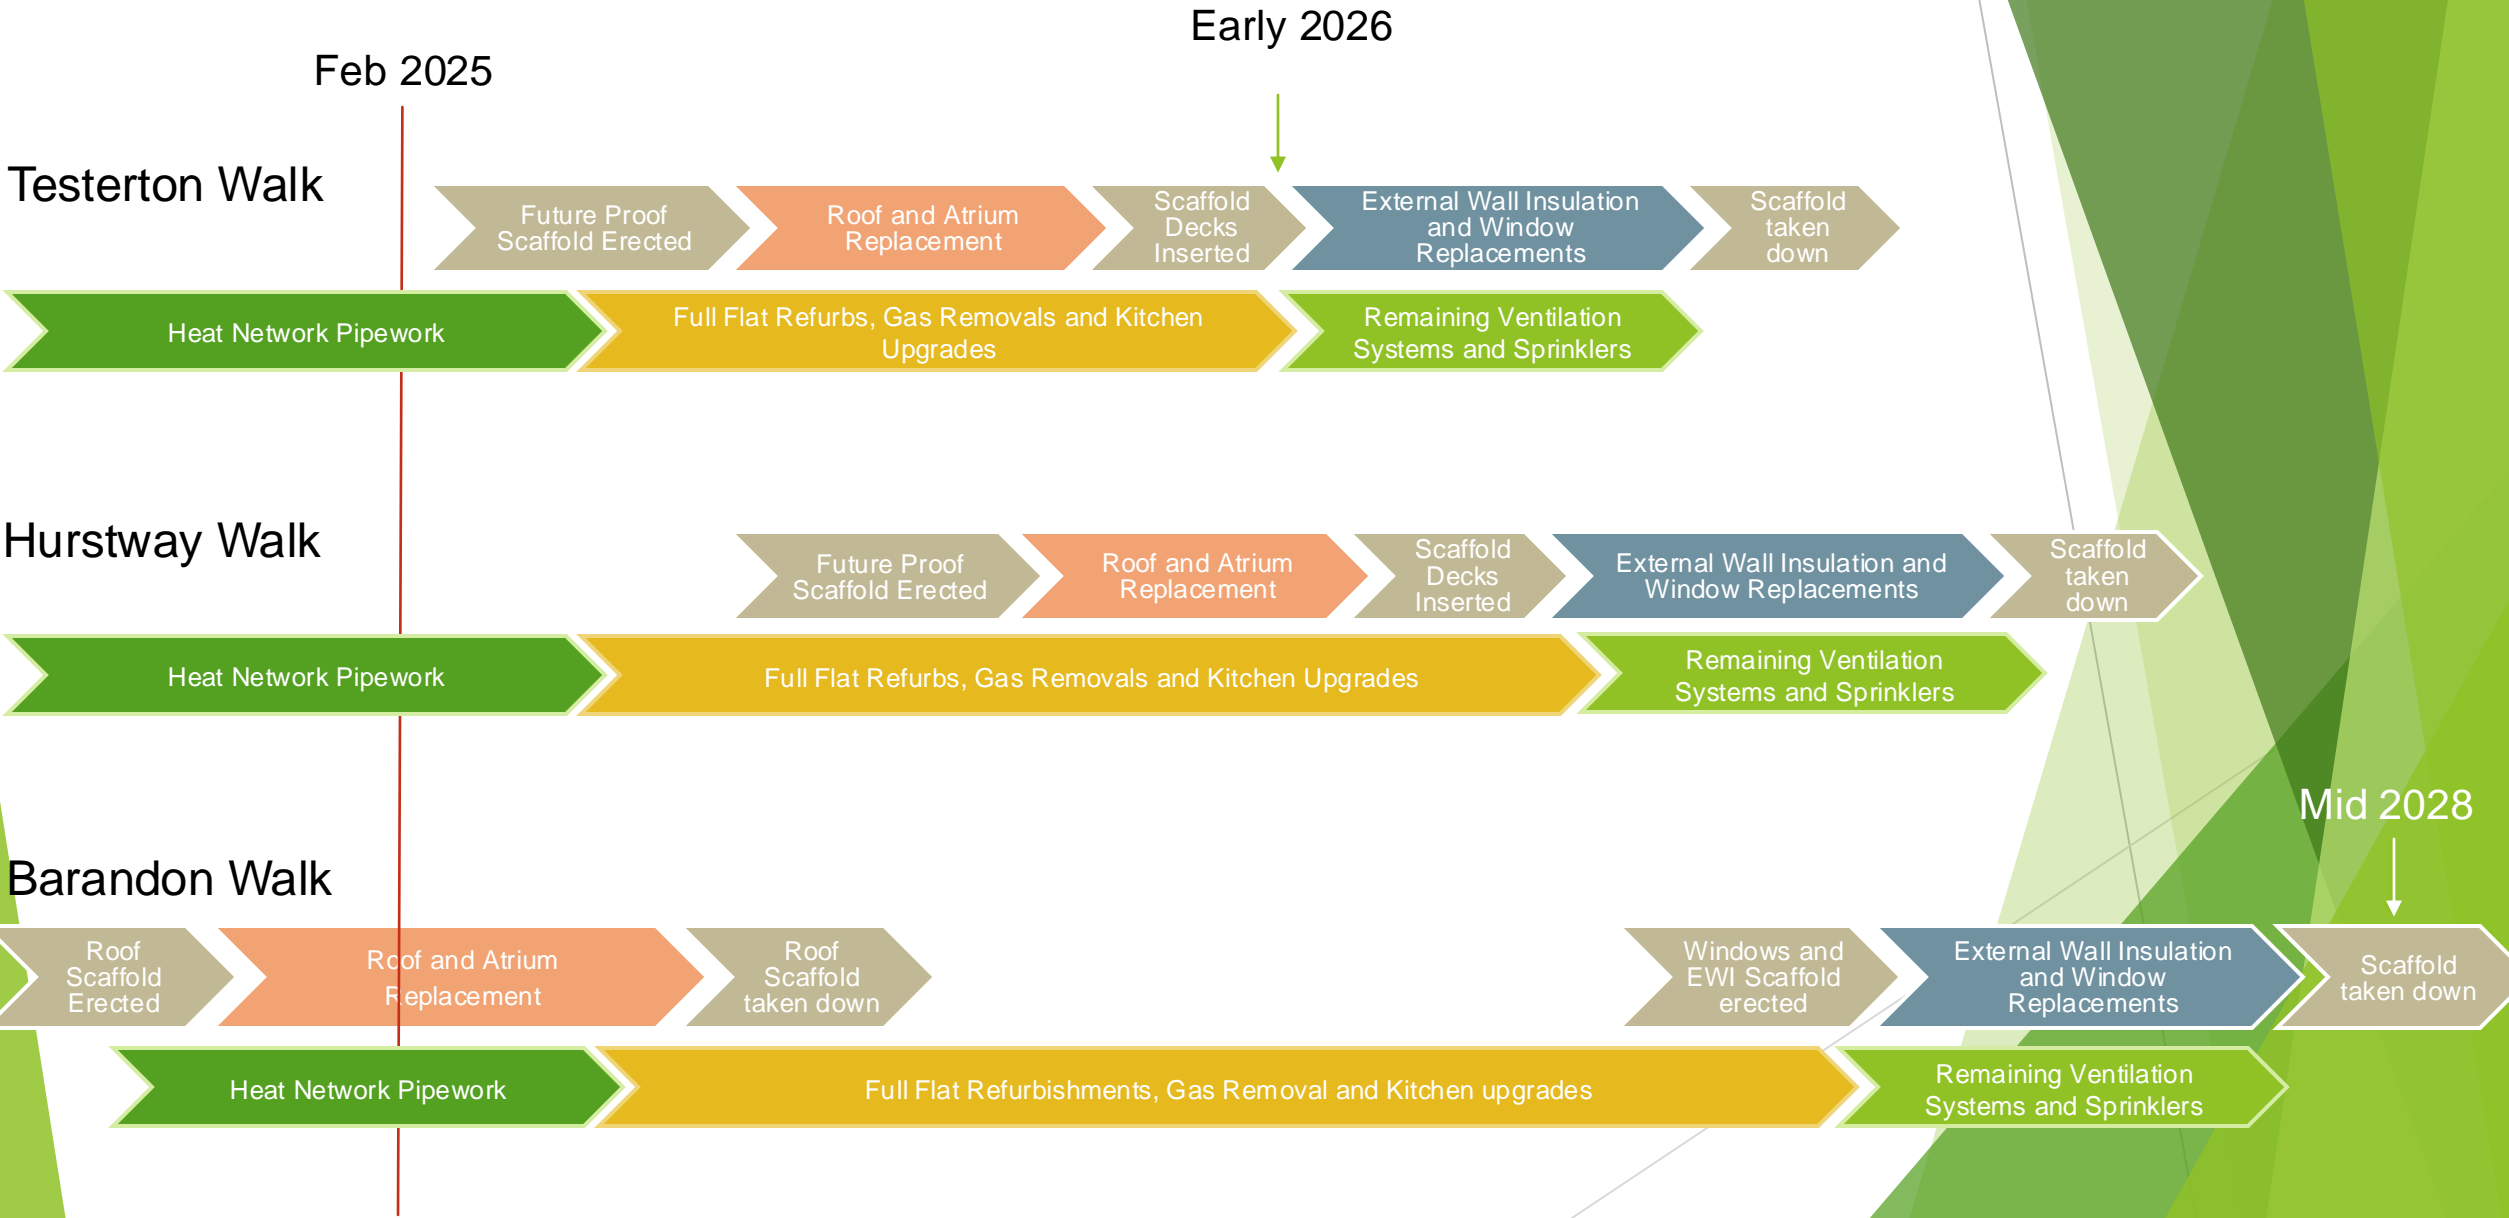 Early 2026
Feb 2025
Testerton Walk
Future Proof
Scaffold Erected
Roof and Atrium
Replacement
Scaffold
Decks
Inserted
External Wall Insulation
and Window
Replacements
Scaffold
taken
down
Heat Network Pipework
Full Flat Refurbs, Gas Removals and Kitchen
Upgrades
Remaining Ventilation
Systems and Sprinklers
Hurstway Walk
Future Proof
Scaffold Erected
Roof and Atrium
Replacement
Scaffold
Decks
Inserted
External Wall Insulation and
Window Replacements
Scaffold
taken
down
Heat Network Pipework
Full Flat Refurbs, Gas Removals and Kitchen Upgrades
Remaining Ventilation
Systems and Sprinklers
Mid 2028
Barandon Walk
Roof
Scaffold
Erected
Roof and Atrium
Replacement
Roof
Scaffold
taken down
Windows and
EWI Scaffold
erected
External Wall Insulation
and Window
Replacements
Scaffold
taken down
Heat Network Pipework
Full Flat Refurbishments, Gas Removal and Kitchen upgrades
Remaining Ventilation
Systems and Sprinklers